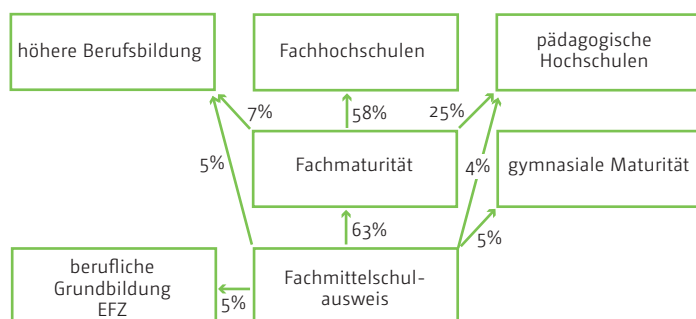 höhere Berufsbildung
Fachhochschulen
pädagogische
Hochschulen
7%
58%
25%
5%
Fachmaturität
4%
gymnasiale Maturität
63%
5%
berufliche
Grundbildung
EFZ
5%
Fachmittelschul-
ausweis